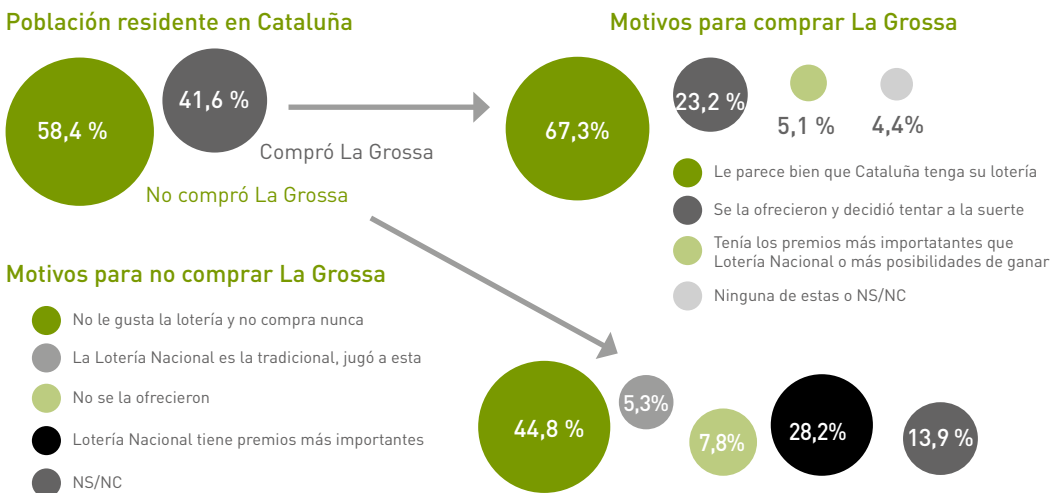 Población residente en Cataluña
58,4 %
41,6 %
Compró La Grossa
No compró La Grossa
Motivos para comprar La Grossa
67,3%
23,2 %
5,1 %
4,4%
Le parece bien que Cataluña tenga su lotería
Se la ofrecieron y decidió tentar a la suerte
Tenía los premios más importatantes que
Lotería Nacional o más posibilidades de ganar
Ninguna de estas o NS/NC
Motivos para no comprar La Grossa
No le gusta la lotería y no compra nunca
La Lotería Nacional es la tradicional, jugó a esta
No se la ofrecieron
Lotería Nacional tiene premios más importantes
NS/NC
44,8 %
5,3%
7,8%
28,2%
13,9 %